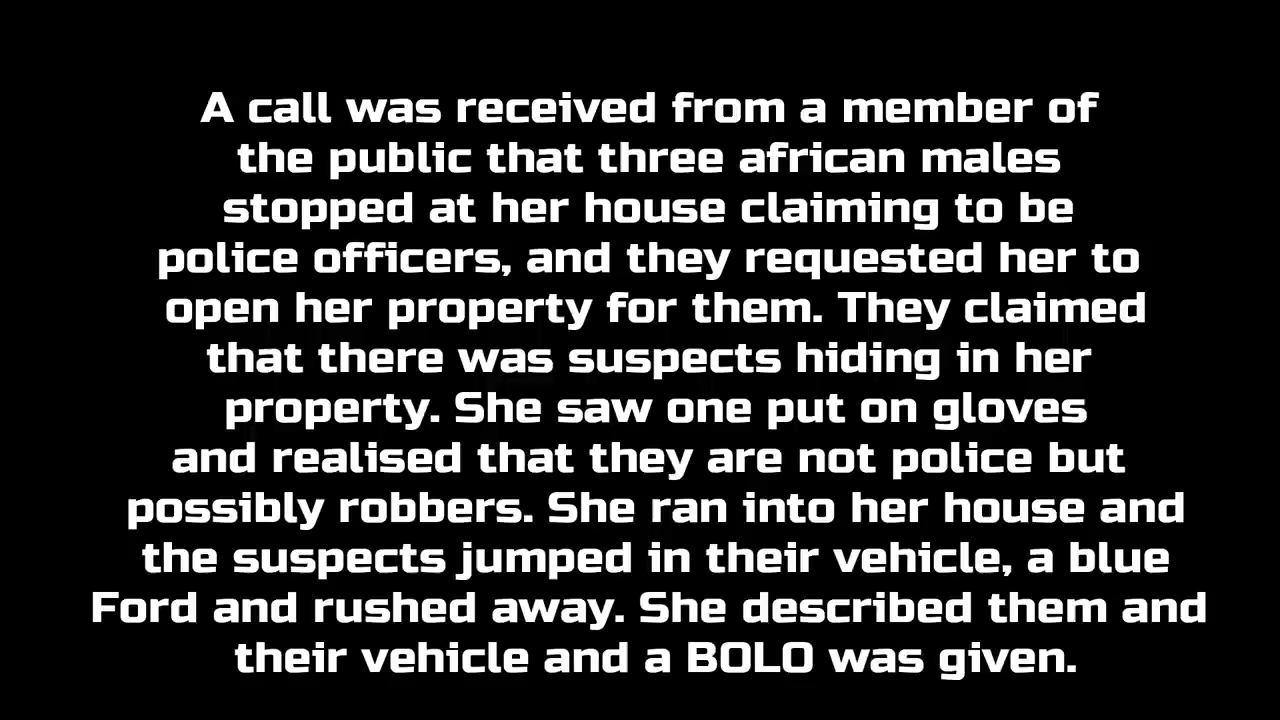 A call was received from a member of
the public that three african males
stopped at her house claiming to be
police officers, and they requested her to
open her property for them. They claimed
that there was suspects hiding in her
property. She saw one put on gloves
and realised that they are not police but
possibly robbers. She ran into her house and
the suspects jumped in their vehicle, a blue
Ford and rushed away. She described them and
their vehicle and a BOLO was given.